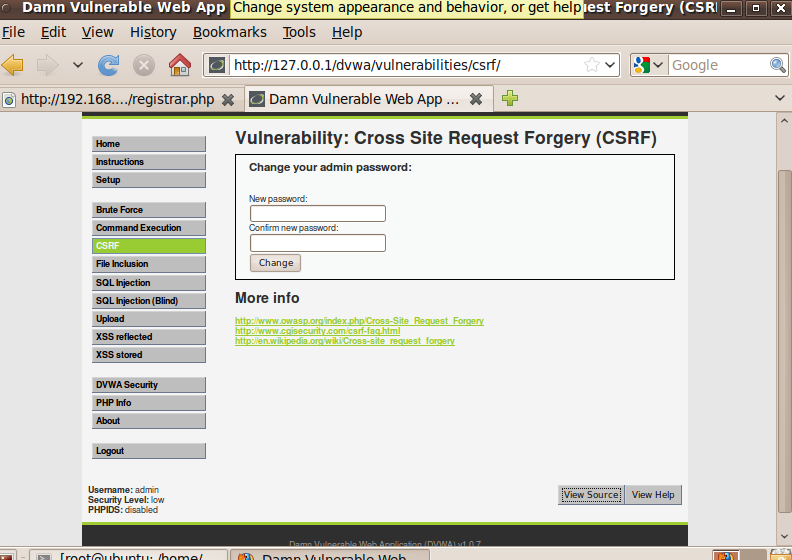 Damn Vulnerable Web App
Change system appearance and behavior, or get help
uest Forgery (CSRI
File Edit View History Bookmarks Tools Help
http://127.0.0.1/dvwa/vulnerabilities/csrf/
Google
http://192.168..../registrar.php
Damn Vulnerable Web App ...
Vulnerability: Cross Site Request Forgery (CSRF)
Home
Instructions
Setup
Brute Force
Command Execution
CSRF
File Inclusion
SQL Injection
SQL Injection (Blind)
Upload
XSS reflected
XSS stored
DVWA Security
PHP Info
About
Logout
Change your admin password:
New password:
Confirm new password:
Change
More info
http://www.owasp.org/index.php/Cross-Site_Request_Forgery
http://www.cgisecurity.com/csrf-faq.html
http://en.wikipedia.org/wiki/Cross-site_request_forgery
Username: admin
Security Level: low
PHPIDS: disabled
View Source
View Help
Damn Vulnerable Web Application (DVWA) v1.0.7
[root@ubuntu: /home/
Damn Vulnerable Web